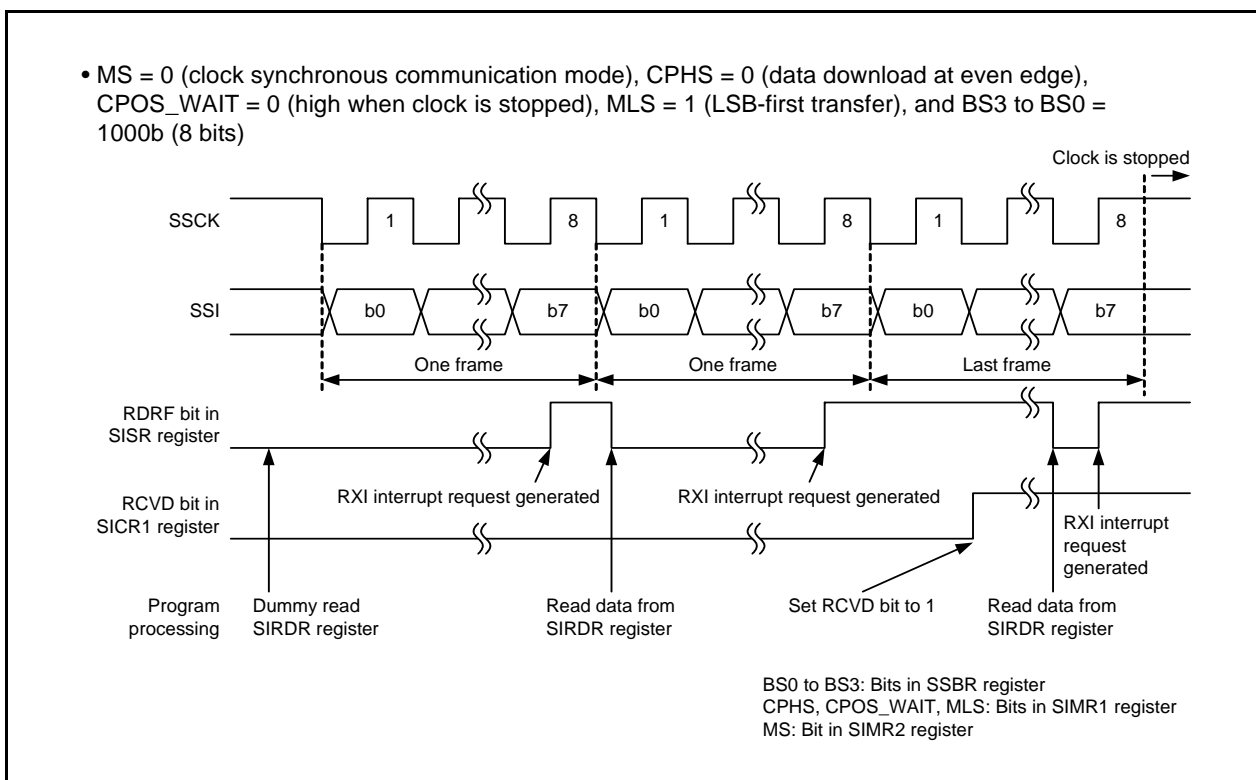 • MS = 0 (clock synchronous communication mode), CPHS = 0 (data download at even edge),
CPOS_WAIT = 0 (high when clock is stopped), MLS = 1 (LSB-first transfer), and BS3 to BS0 =
1000b (8 bits)
Clock is stopped
SSCK
1
8
1
8
1
8
SSI
b0
b7
b0
b7
b0
b7
One frame
One frame
Last frame
RDRF bit in
SISR register
RXI interrupt request generated
RXI interrupt request generated
RCVD bit in
SICR1 register
RXI interrupt
request
generated
Program
processing
Dummy read
SIRDR register
Read data from
SIRDR register
Set RCVD bit to 1
Read data from
SIRDR register
BS0 to BS3: Bits in SSBR register
CPHS, CPOS_WAIT, MLS: Bits in SIMR1 register
MS: Bit in SIMR2 register